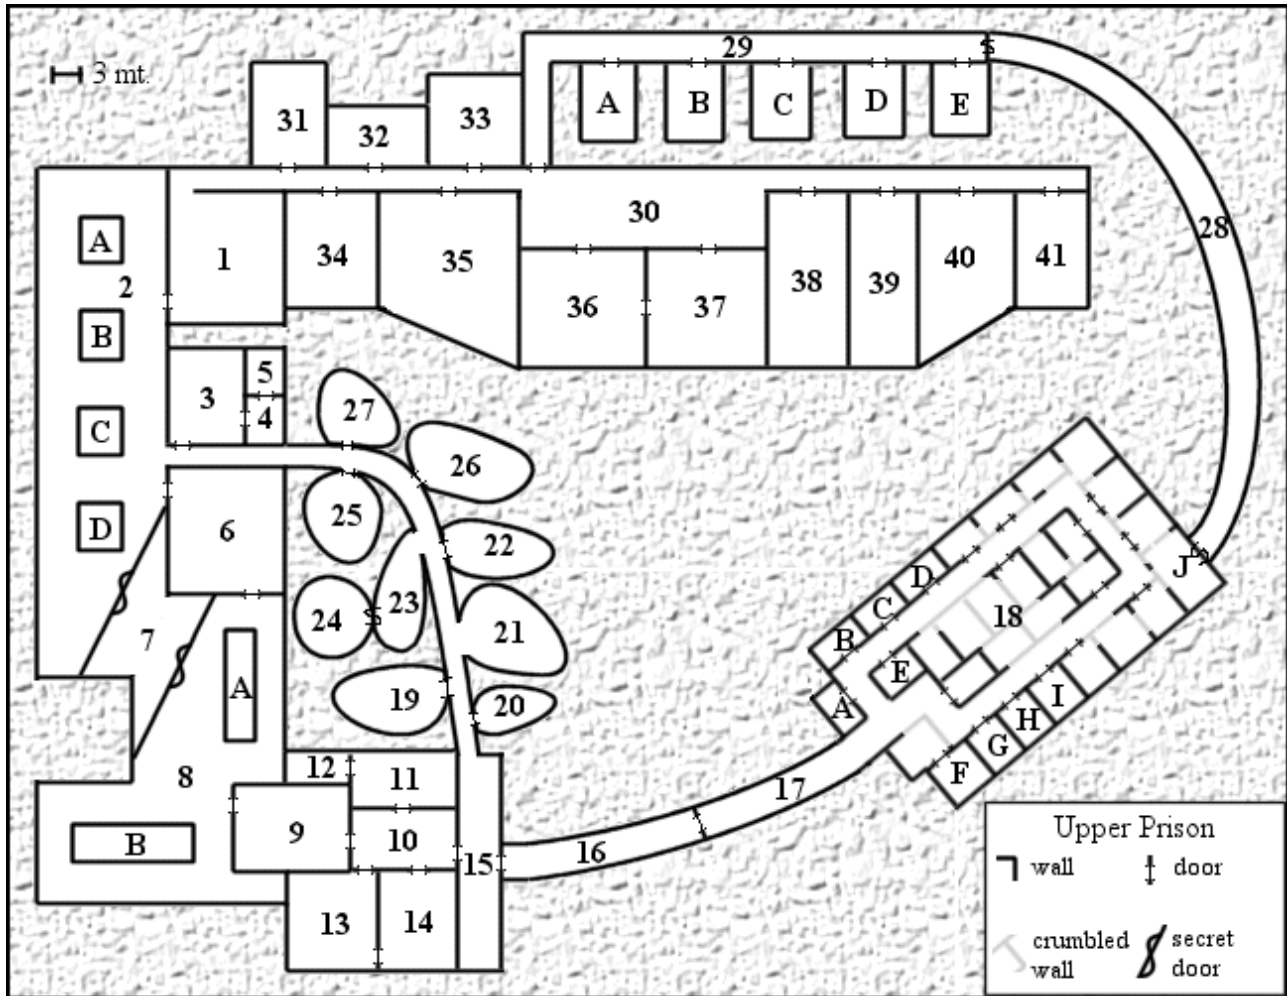 29
3 mt.
A B C D E
31 32 33
30
28
A
2
1 34 35 38 39 40 41
B
36 37
3 5
4
27
C
26
D
6
25
22
D
C
B
J
7
24 23
21
18
E
A
A
19 20
I
H
G
F
8
12 11
17
B
9 10
16
15
13 14
Upper Prison
wall door
crumbled secret
wall door